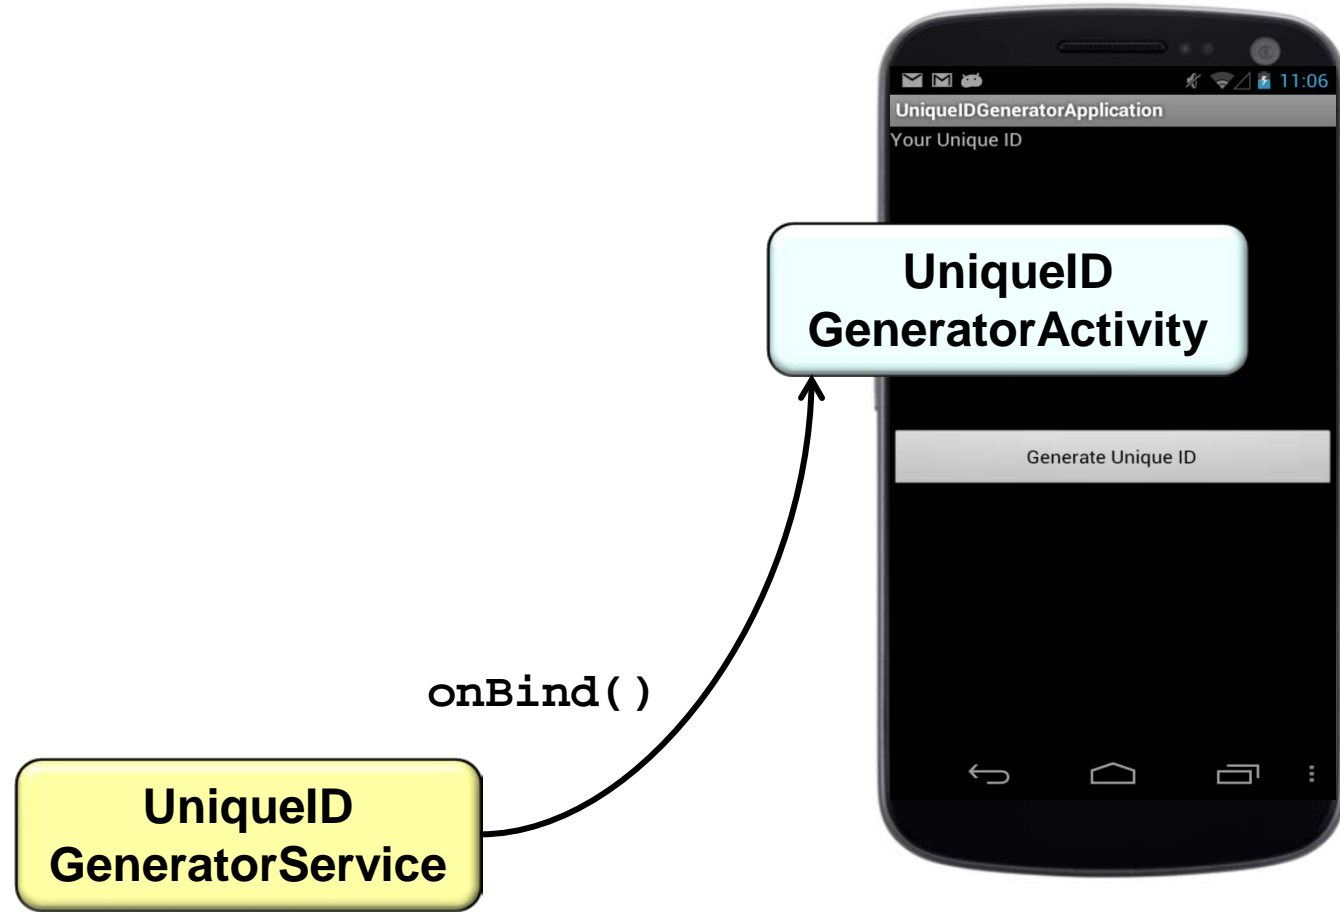 11:06
UniqueIDGeneratorApplication
Your Unique ID
UniqueID
GeneratorActivity
Generate Unique ID
onBind()
UniqueID
GeneratorService